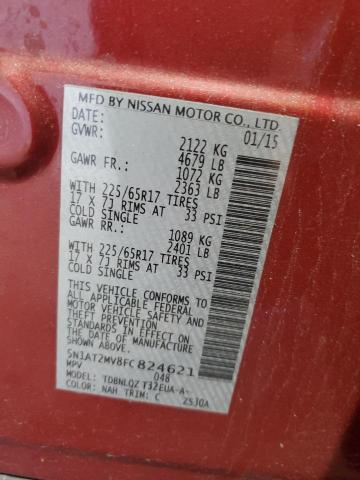 MFD BY NISSAN MOTOR CO., LTD
DATE: 01/15
GVWR: 2122 KG
4679 LB
GAWR FR.: 1072 KG
2363 LB
WITH 225/65R17 TIRES
17 X 7J RIMS AT 33 PSI
COLD SINGLE
GAWR RR.: 1089 KG
2401 LB
WITH 225/65R17 TIRES
17 X 7J RIMS AT 33 PSI
COLD SINGLE
THIS VEHICLE CONFORMS TO
ALL APPLICABLE FEDERAL
MOTOR VEHICLE SAFETY,
THEFT PREVENTION AND BUMPER
STANDARDS IN EFFECT ON THE
DATE OF MANUFACTURE SHOWN
ABOVE.
5N1AT2MV8FC824621
MPV 048
MODEL: TDBNLQZ T32EUA-A-
COLOR: NAH TRIM: C 2530A